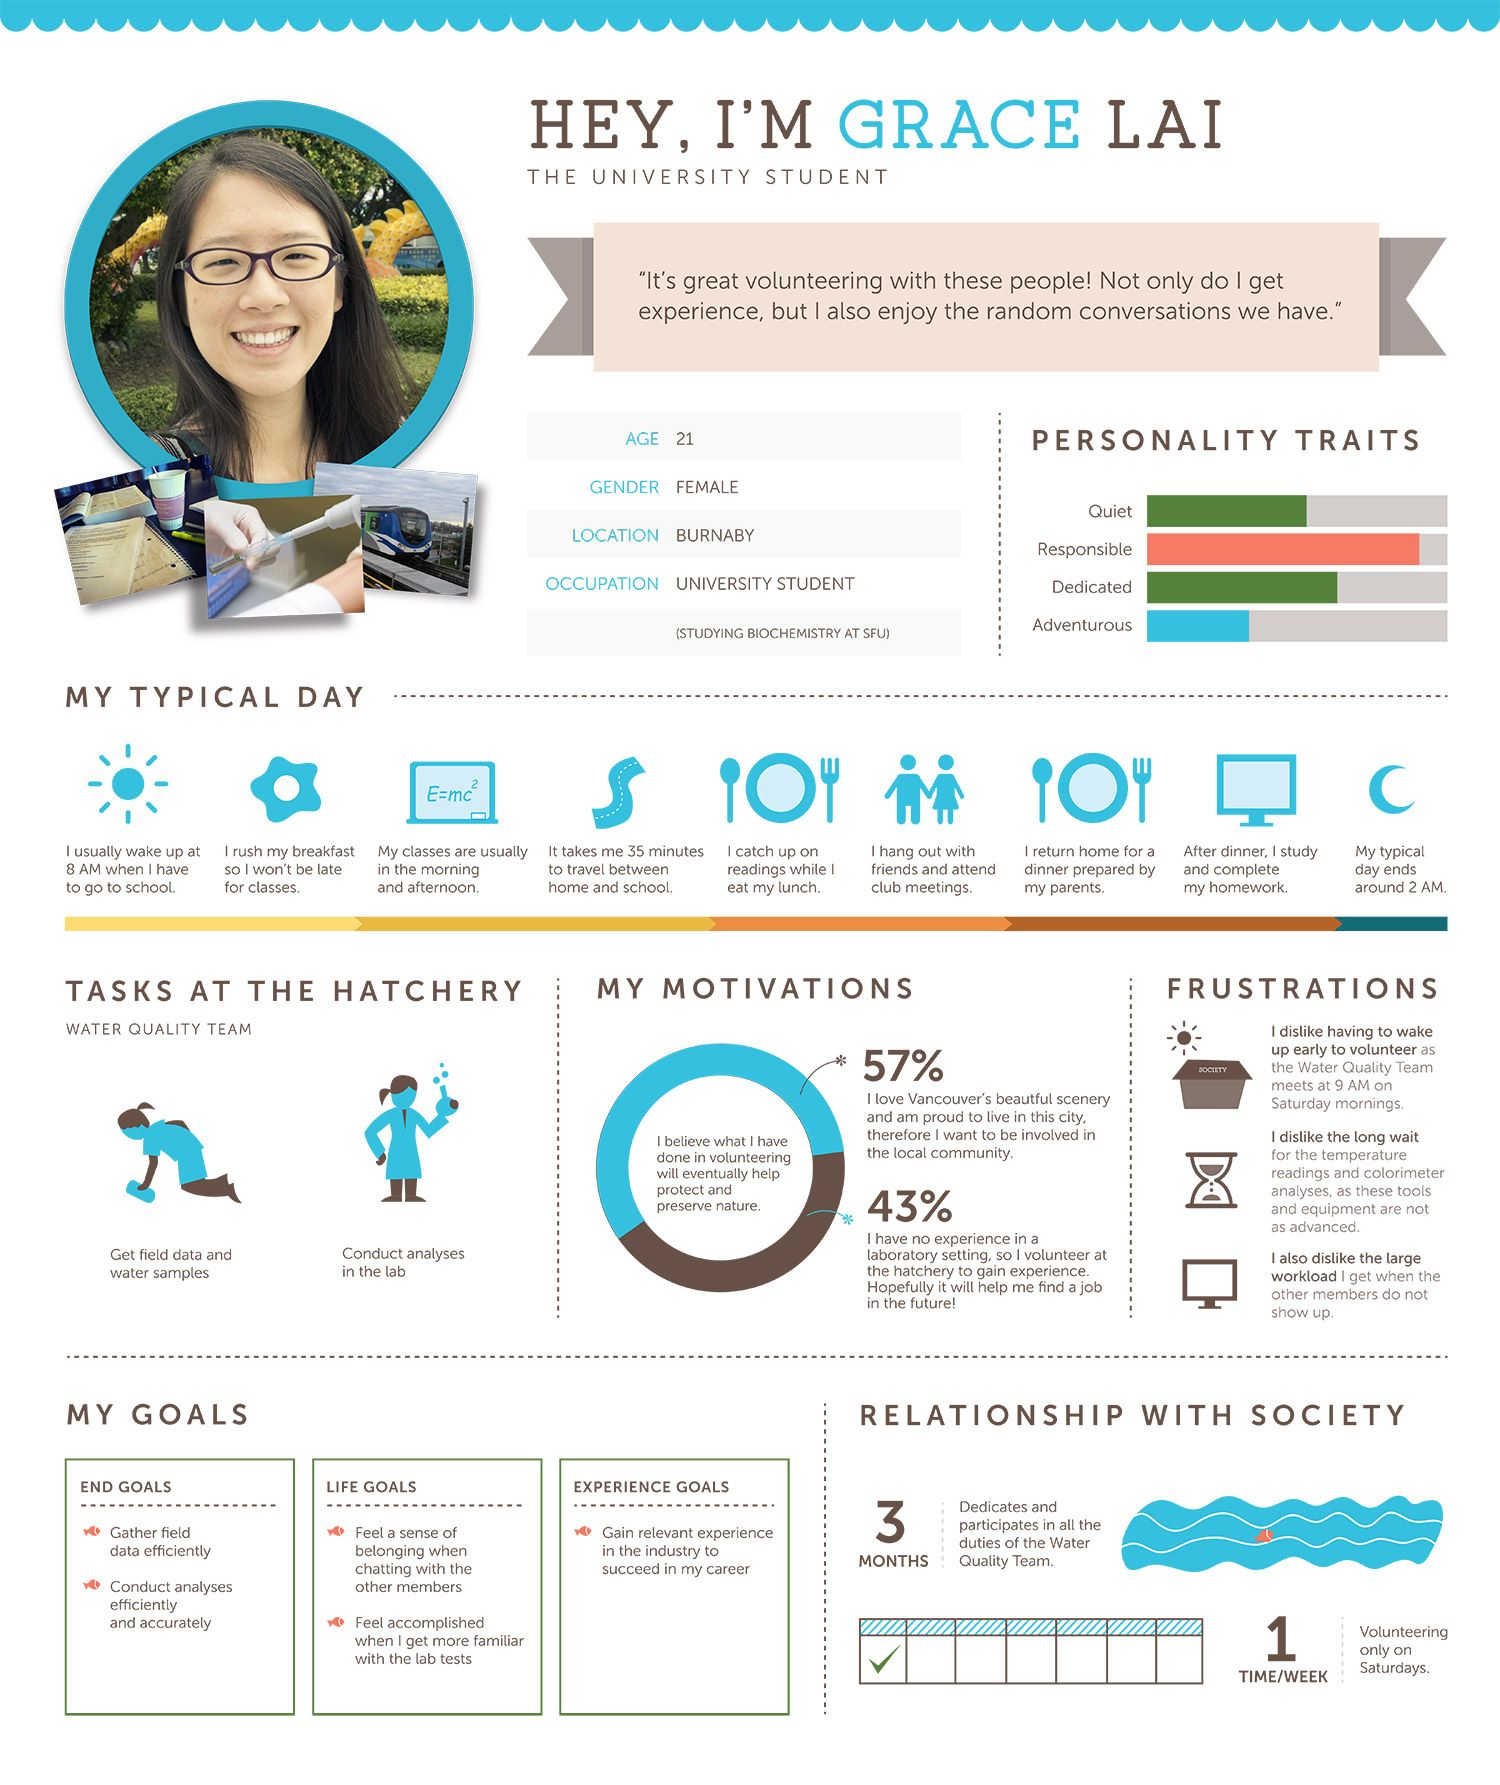 HEY, I'M GRACE LAI
THE UNIVERSITY STUDENT
“It’s great volunteering with these people! Not only do I get
experience, but I also enjoy the random conversations we have.”
AGE 21
GENDER FEMALE
LOCATION BURNABY
OCCUPATION UNIVERSITY STUDENT
(STUDYING BIOCHEMISTRY AT SFU)
PERSONALITY TRAITS
Quiet
Responsible
Dedicated
Adventurous
MY TYPICAL DAY
I usually wake up at
8 AM when I have
to go to school.
I rush my breakfast
so I won’t be late
for classes.
E=mc²
My classes are usually
in the morning
and afternoon.
It takes me 35 minutes
to travel between
home and school.
I catch up on
readings while I
eat my lunch.
I hang out with
friends and attend
club meetings.
I return home for a
dinner prepared by
my parents.
After dinner, I study
and complete
my homework.
My typical
day ends
around 2 AM.
TASKS AT THE HATCHERY
WATER QUALITY TEAM
Get field data and
water samples
Conduct analyses
in the lab
MY MOTIVATIONS
I believe what I have
done in volunteering
will eventually help
protect and
preserve nature.
*
57%
I love Vancouver’s beautful scenery
and am proud to live in this city,
therefore I want to be involved in
the local community.
*
43%
I have no experience in a
laboratory setting, so I volunteer at
the hatchery to gain experience.
Hopefully it will help me find a job
in the future!
FRUSTRATIONS
SOCIETY
I dislike having to wake
up early to volunteer as
the Water Quality Team
meets at 9 AM on
Saturday mornings.
I dislike the long wait
for the temperature
readings and colorimeter
analyses, as these tools
and equipment are not
as advanced.
I also dislike the large
workload I get when the
other members do not
show up.
MY GOALS
END GOALS
Gather field
data efficiently
Conduct analyses
efficiently
and accurately
LIFE GOALS
Feel a sense of
belonging when
chatting with the
other members
Feel accomplished
when I get more familiar
with the lab tests
EXPERIENCE GOALS
Gain relevant experience
in the industry to
succeed in my career
RELATIONSHIP WITH SOCIETY
3
MONTHS
Dedicates and
participates in all the
duties of the Water
Quality Team.
1
TIME/WEEK
Volunteering
only on
Saturdays.